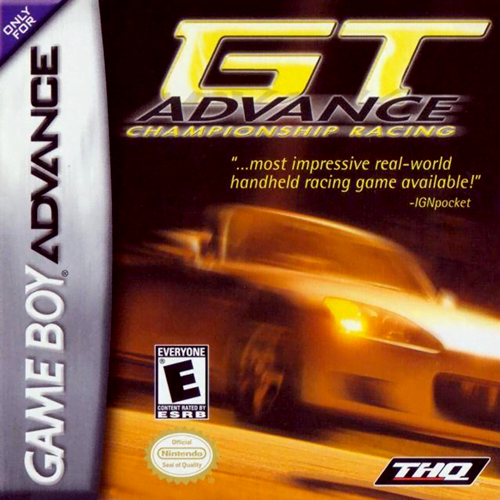 ONLY
FOR
GAME BOY ADVANCE
GT
ADVANCE
CHAMPIONSHIP RACING
"...most impressive real-world
handheld racing game available!"
-IGNpocket
EVERYONE
E
CONTENT RATED BY
ESRB
Official
Nintendo
Seal of Quality
THQ